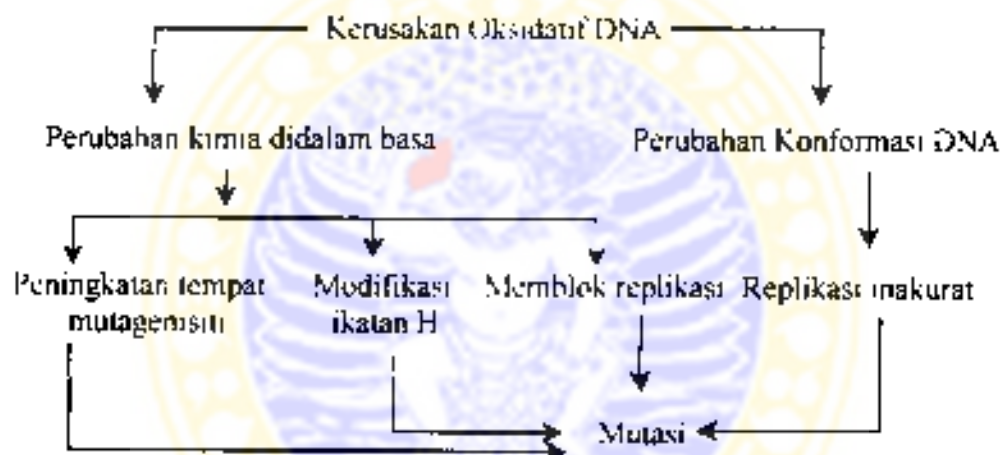 Kerusakan Oksidatif DNA
Perubahan kimia didalam basa
Perubahan Konformasi DNA
Peningkatan tempat
mutagenisiti
Modifikasi
ikatan H
Memblok replikasi
Replikasi inakurat
Mutasi